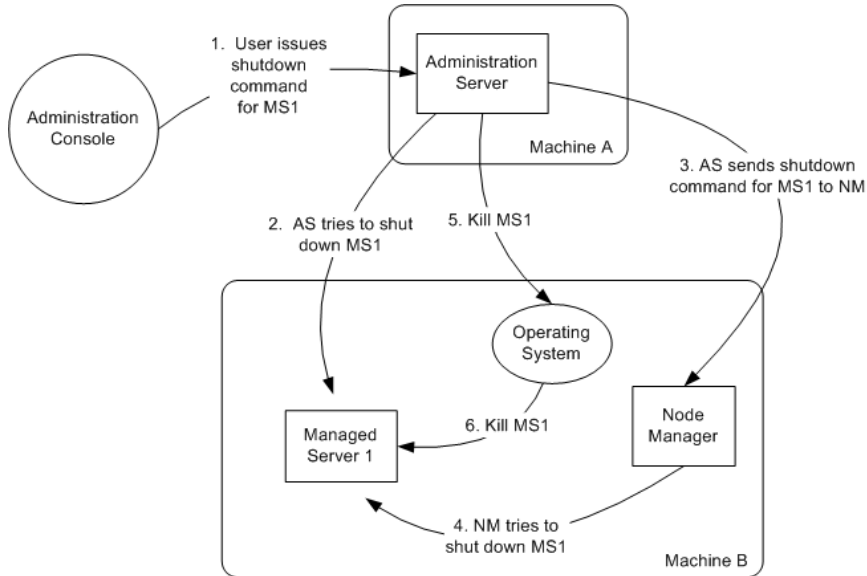 1. User issues
shutdown
command
for MS1
Administration
Console
Administration
Server
Machine A
3. AS sends shutdown
command for MS1 to NM
2. AS tries to shut
down MS1
5. Kill MS1
Operating
System
Managed
Server 1
6. Kill MS1
Node
Manager
4. NM tries to
shut down MS1
Machine B